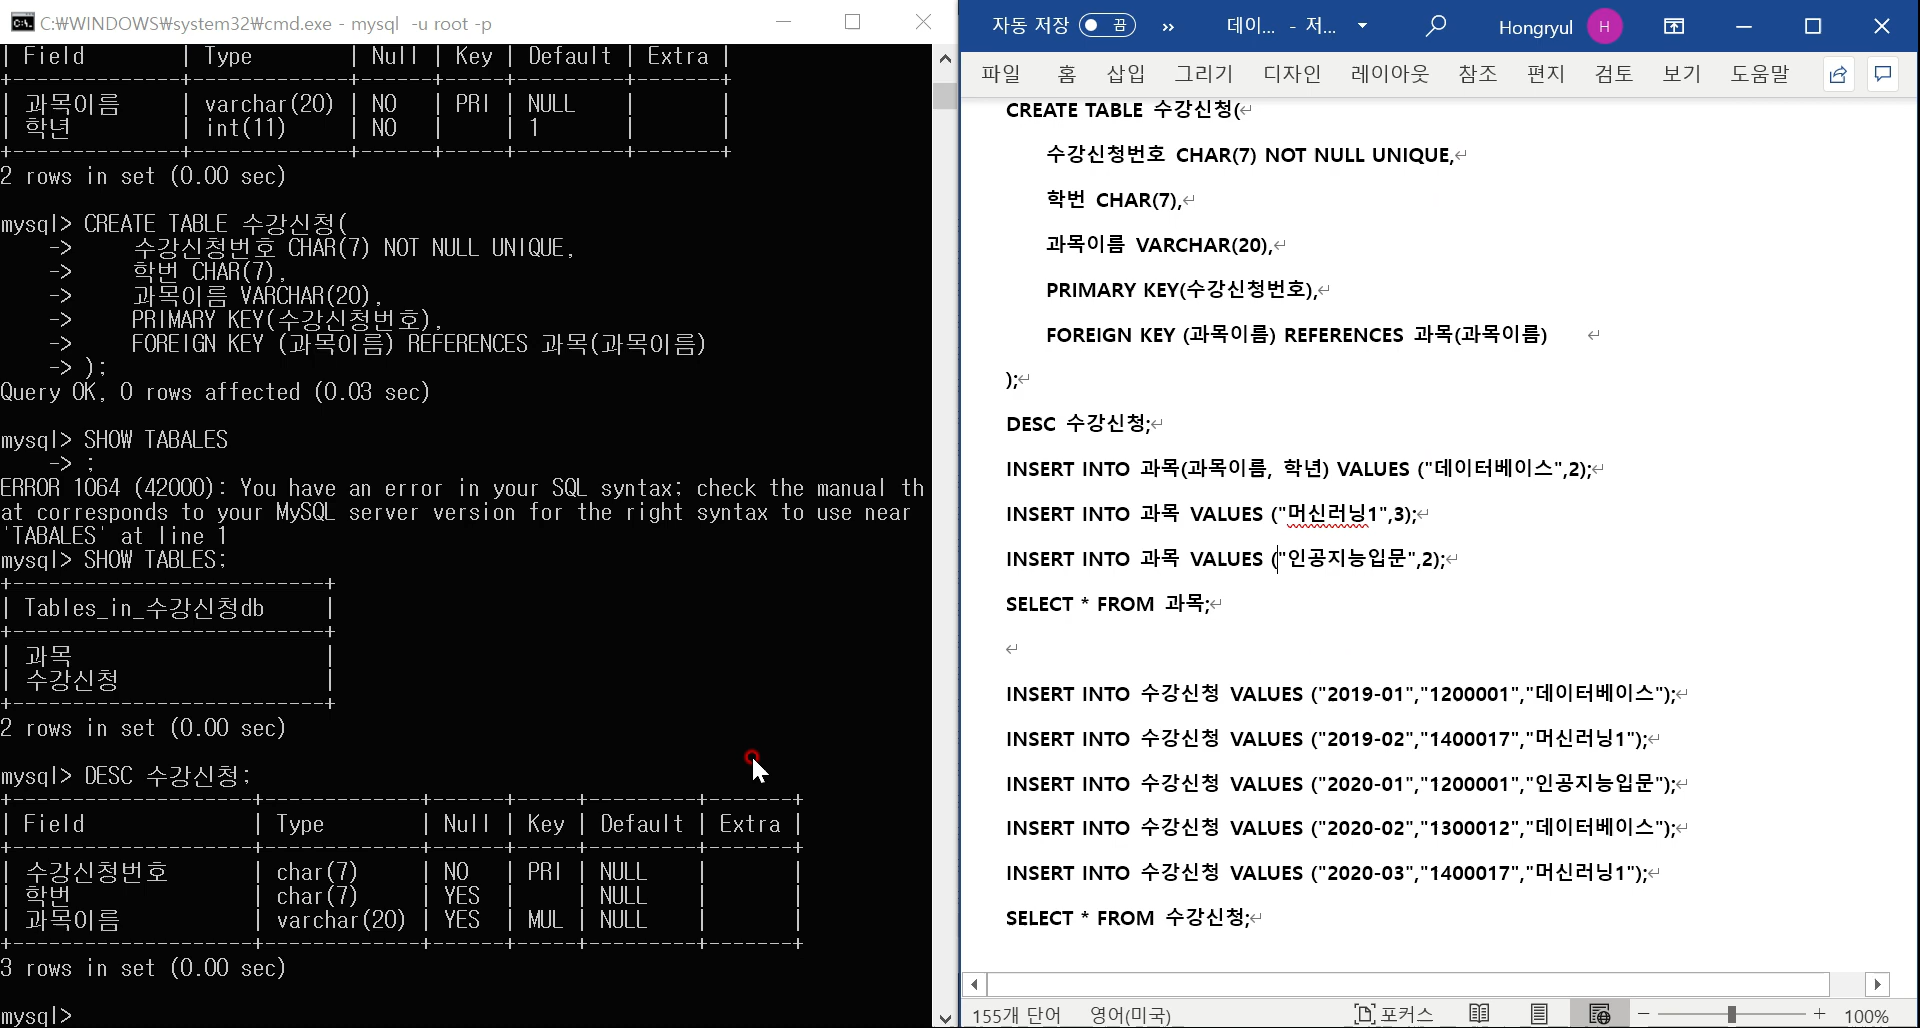 C:₩WINDOWS₩system32₩cmd.exe - mysql -u root -p
| Field | Type | Null | Key | Default | Extra |
| 과목이름 | varchar(20) | NO | PRI | NULL | |
| 학년 | int(11) | NO | | 1 | |
2 rows in set (0.00 sec)
mysql> CREATE TABLE 수강신청(
-> 수강신청번호 CHAR(7) NOT NULL UNIQUE,
-> 학번 CHAR(7),
-> 과목이름 VARCHAR(20),
-> PRIMARY KEY(수강신청번호),
-> FOREIGN KEY (과목이름) REFERENCES 과목(과목이름)
-> );
Query OK, 0 rows affected (0.03 sec)
mysql> SHOW TABALES
-> ;
ERROR 1064 (42000): You have an error in your SQL syntax; check the manual th
at corresponds to your MySQL server version for the right syntax to use near
'TABALES' at line 1
mysql> SHOW TABLES;
| Tables_in_수강신청db |
| 과목 |
| 수강신청 |
2 rows in set (0.00 sec)
mysql> DESC 수강신청;
| Field | Type | Null | Key | Default | Extra |
| 수강신청번호 | char(7) | NO | PRI | NULL | |
| 학번 | char(7) | YES | | NULL | |
| 과목이름 | varchar(20) | YES | MUL | NULL | |
3 rows in set (0.00 sec)
mysql>
자동 저장 끔 » 데이... - 저... Hongryul H
파일 홈 삽입 그리기 디자인 레이아웃 참조 편지 검토 보기 도움말
CREATE TABLE 수강신청(
수강신청번호 CHAR(7) NOT NULL UNIQUE,
학번 CHAR(7),
과목이름 VARCHAR(20),
PRIMARY KEY(수강신청번호),
FOREIGN KEY (과목이름) REFERENCES 과목(과목이름)
);
DESC 수강신청;
INSERT INTO 과목(과목이름, 학년) VALUES ("데이터베이스",2);
INSERT INTO 과목 VALUES ("머신러닝1",3);
INSERT INTO 과목 VALUES ("인공지능입문",2);
SELECT * FROM 과목;
INSERT INTO 수강신청 VALUES ("2019-01","1200001","데이터베이스");
INSERT INTO 수강신청 VALUES ("2019-02","1400017","머신러닝1");
INSERT INTO 수강신청 VALUES ("2020-01","1200001","인공지능입문");
INSERT INTO 수강신청 VALUES ("2020-02","1300012","데이터베이스");
INSERT INTO 수강신청 VALUES ("2020-03","1400017","머신러닝1");
SELECT * FROM 수강신청;
155개 단어 영어(미국) 포커스 100%